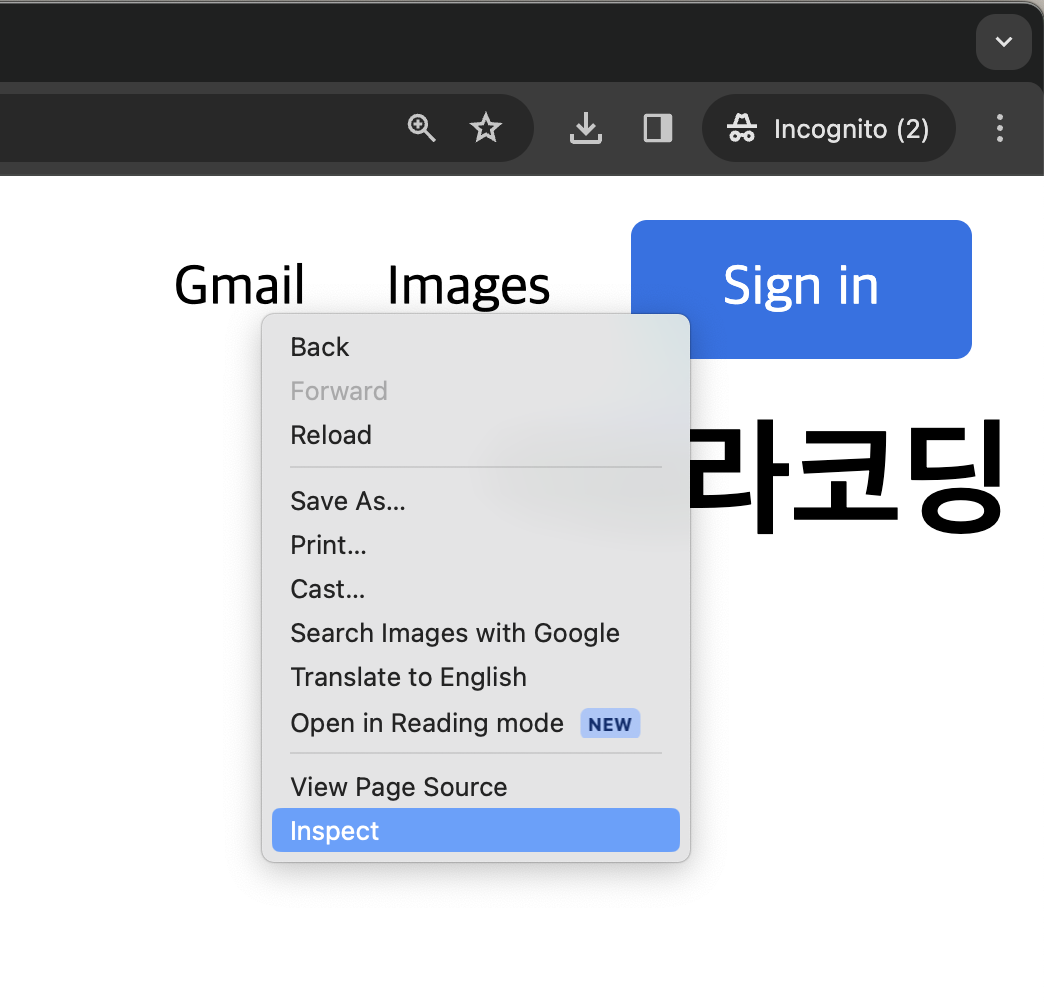 Incognito (2)
Gmail Images Sign in
라코딩
Back
Forward
Reload
Save As...
Print...
Cast...
Search Images with Google
Translate to English
Open in Reading mode NEW
View Page Source
Inspect